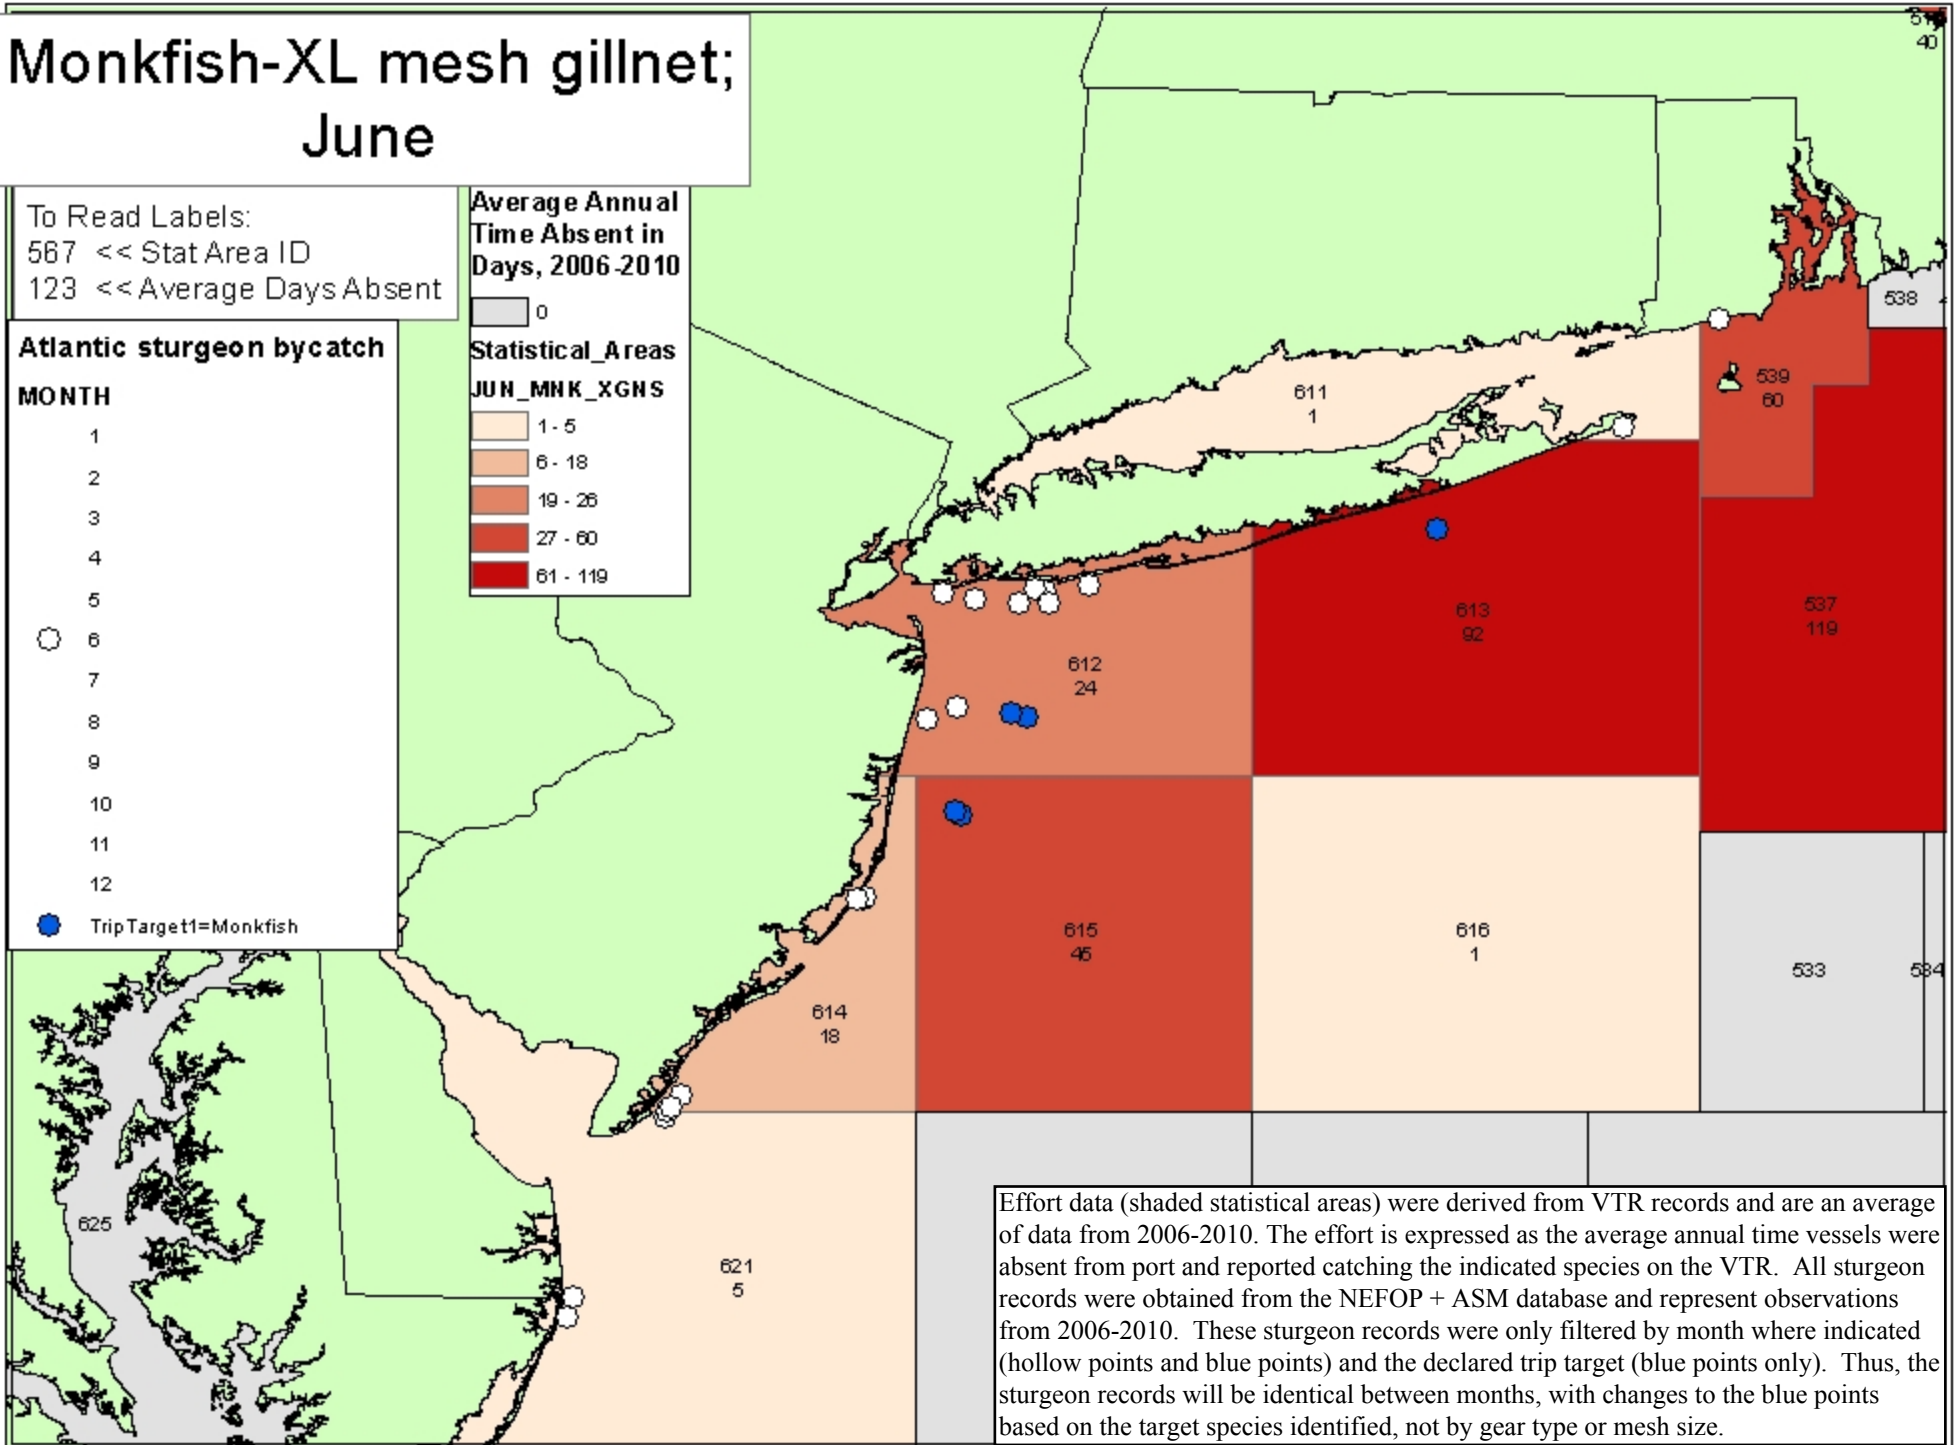 Monkfish-XL mesh gillnet;
June
To Read Labels:
567 << Stat Area ID
123 <<Average Days Absent
Atlantic sturgeon bycatch
MONTH
1
2
3
4
5
6
7
8
9
10
11
12
TripTarget1=Monkfish
Average Annual
Time Absent in
Days, 2006-2010
0
Statistical_Areas
JUN_MNK_XGNS
1 - 5
6 - 18
19 - 26
27 - 60
61 - 119
40
538
539
60
611
1
613
92
537
119
612
24
615
45
616
1
533
534
614
18
625
621
5
Effort data (shaded statistical areas) were derived from VTR records and are an average
of data from 2006-2010. The effort is expressed as the average annual time vessels were
absent from port and reported catching the indicated species on the VTR. All sturgeon
records were obtained from the NEFOP + ASM database and represent observations
from 2006-2010. These sturgeon records were only filtered by month where indicated
(hollow points and blue points) and the declared trip target (blue points only). Thus, the
sturgeon records will be identical between months, with changes to the blue points
based on the target species identified, not by gear type or mesh size.